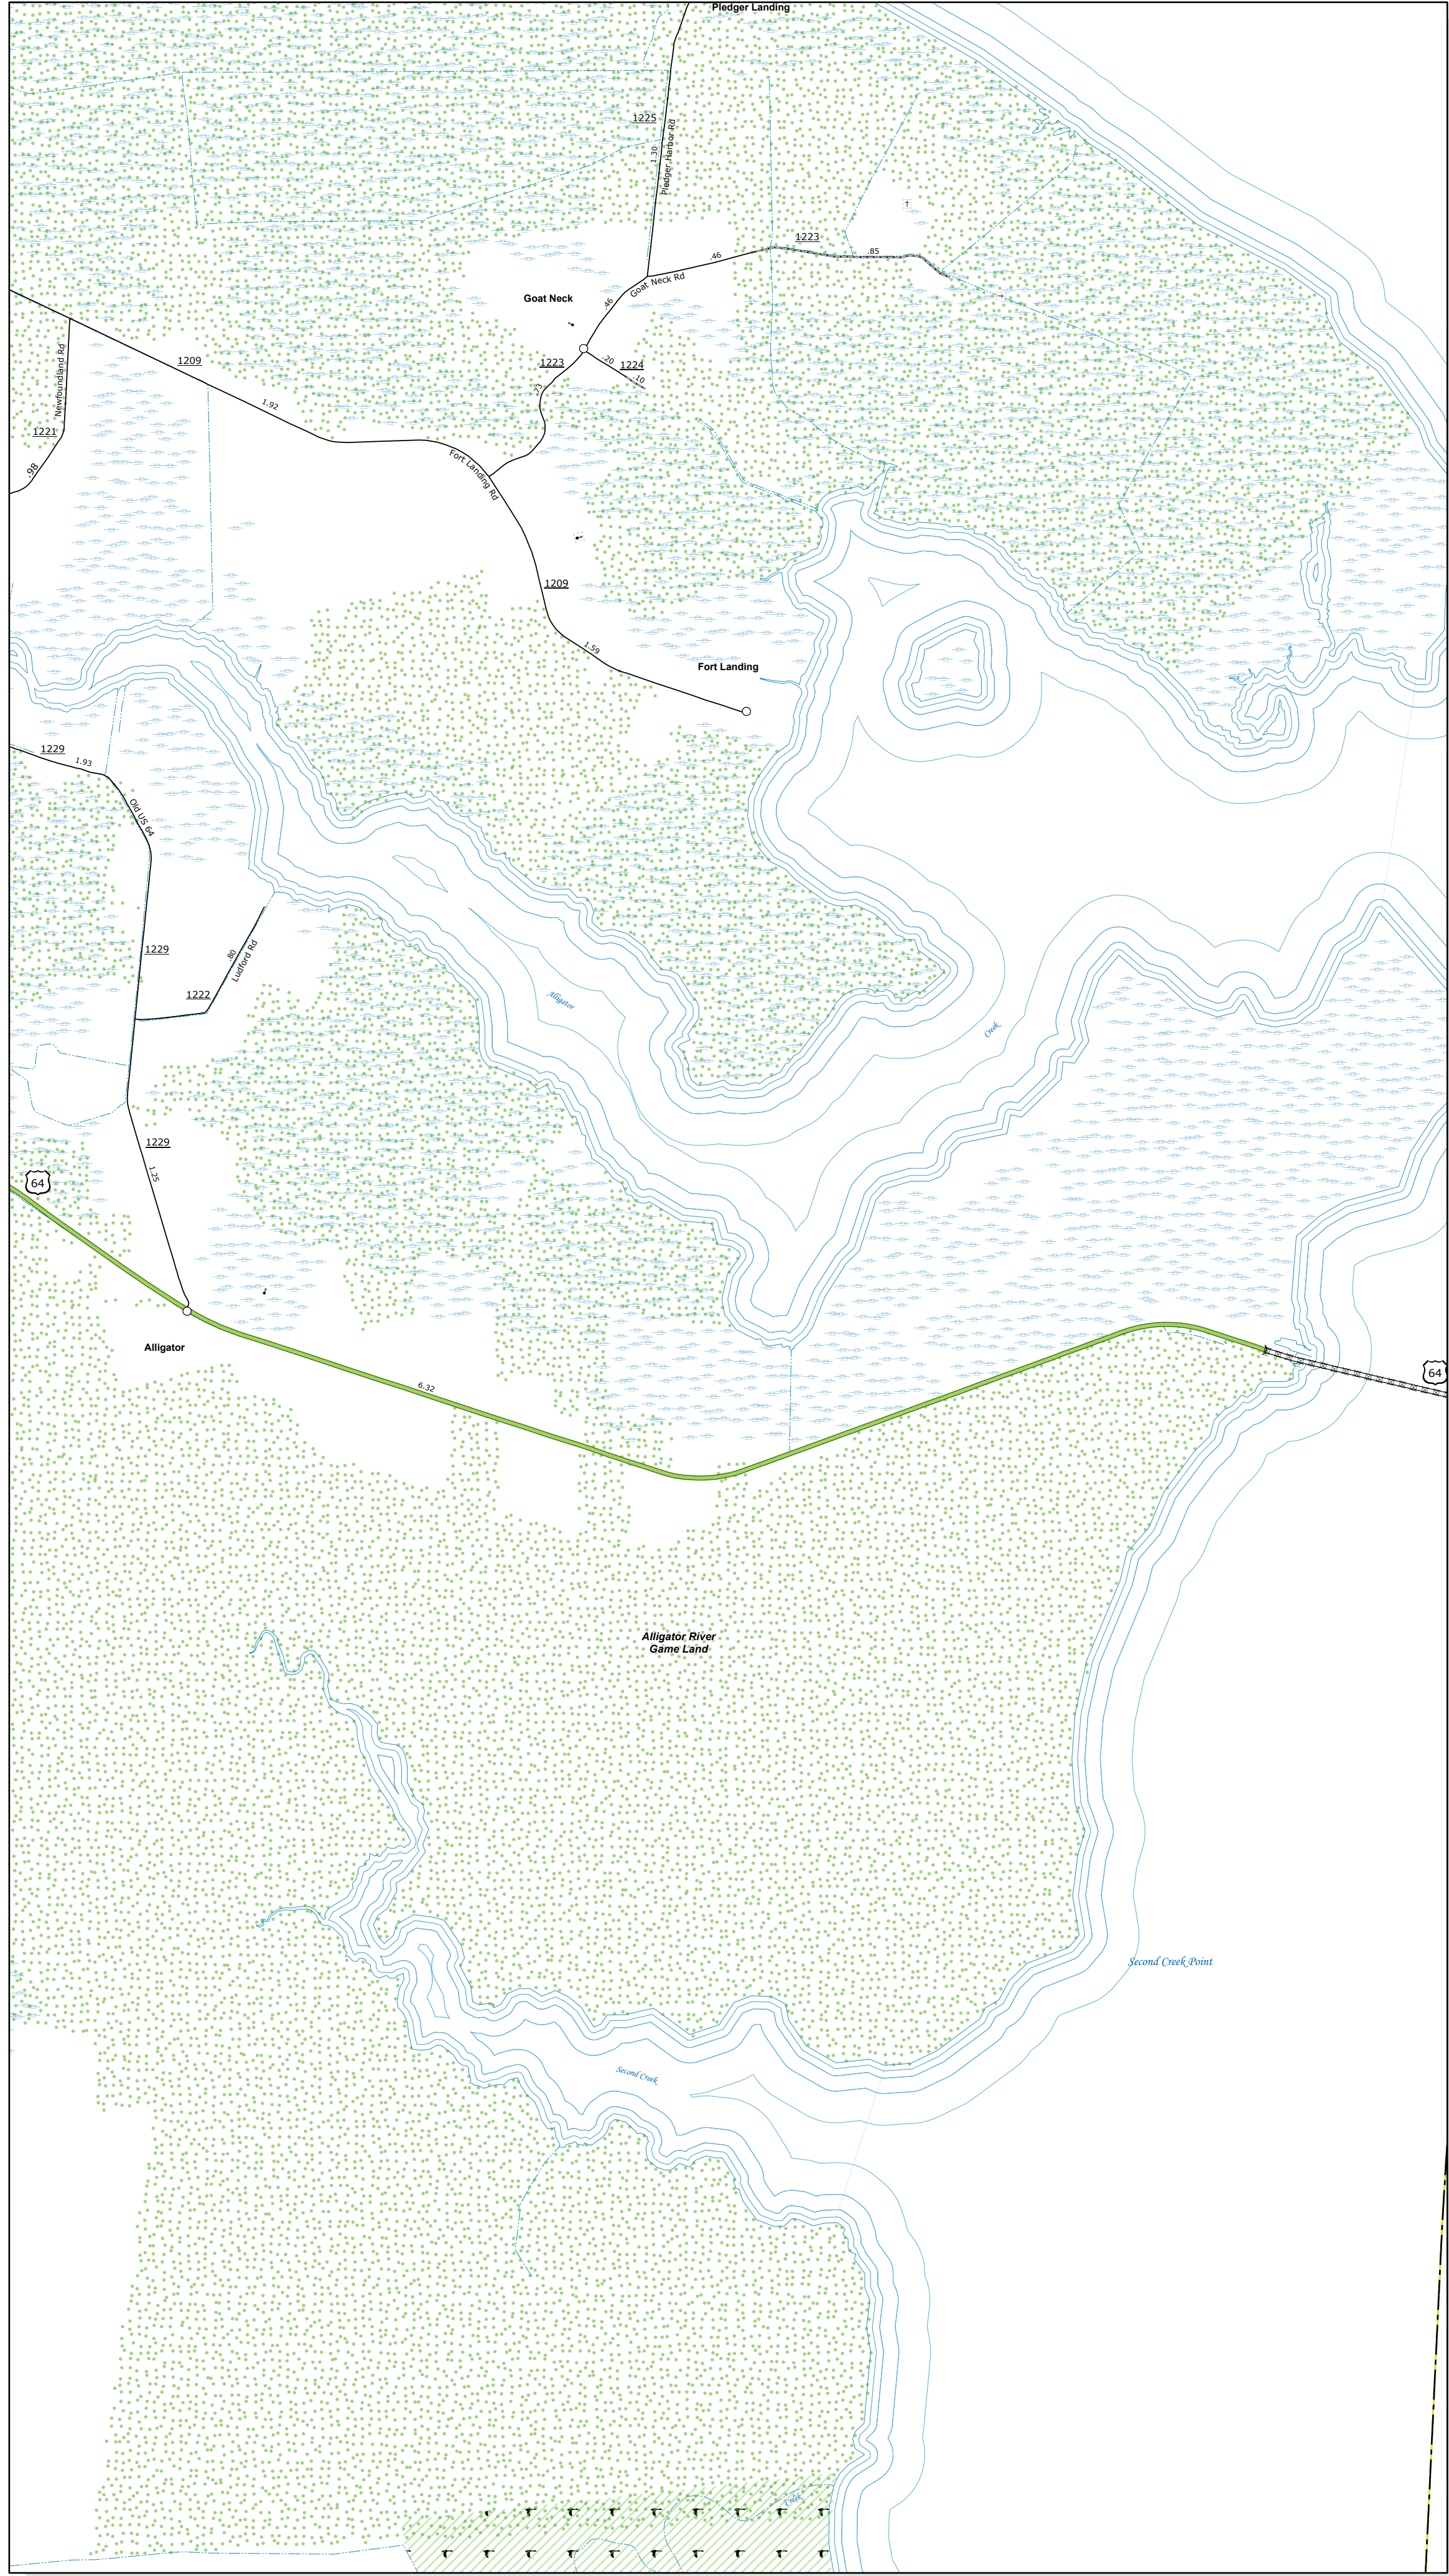 Pledger Landing
1225
1.30
Pledger Harbor Rd
1223
.85
.46
Goat Neck Rd
Goat Neck
.46
1223
.20
1224
.10
.73
1209
1.92
Newfoundland Rd
1221
.98
Fort Landing Rd
1209
1.59
Fort Landing
1229
1.93
Old US 64
1229
.80
Ludford Rd
1222
Alligator
Creek
1229
1.25
64
Alligator
6.32
64
Alligator River
Game Land
Second Creek Point
Second Creek
Creek